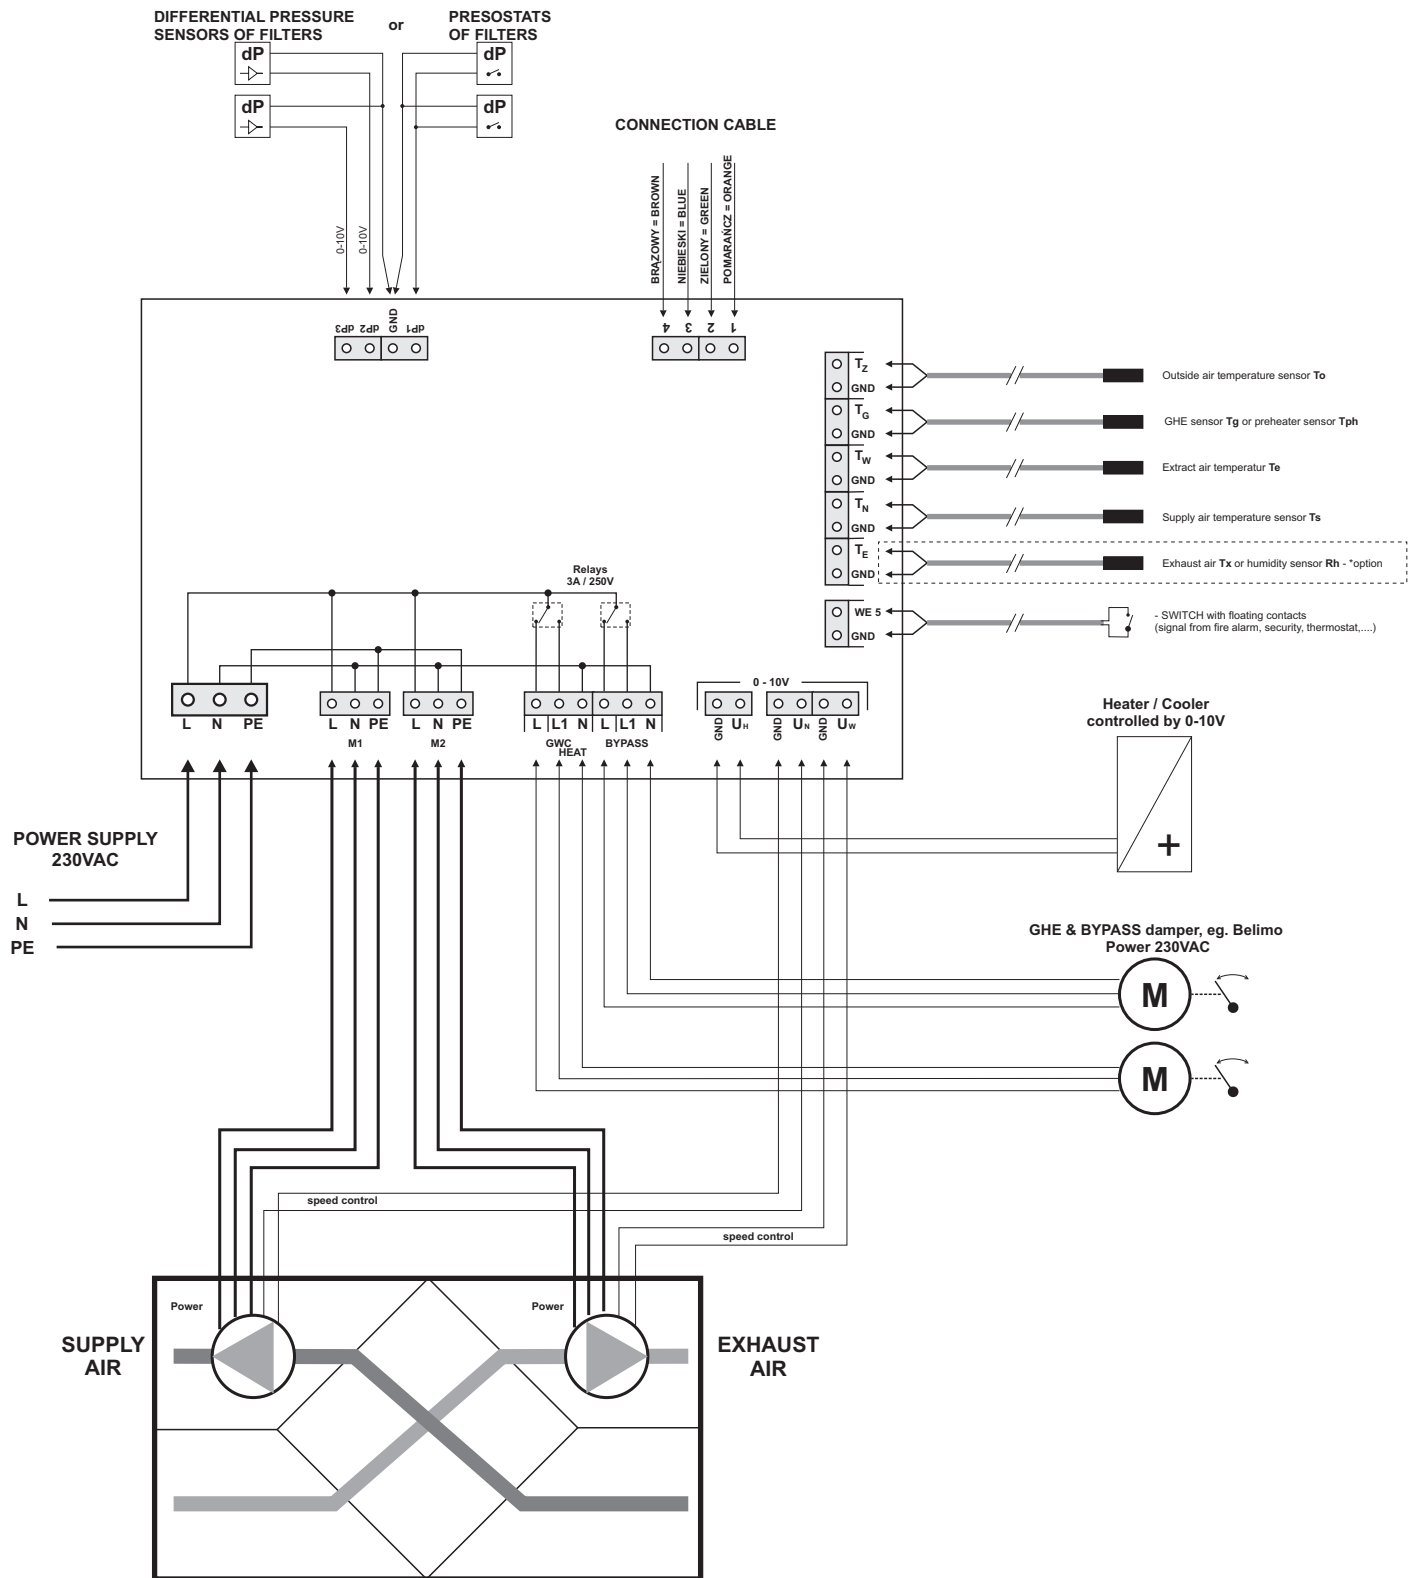 DIFFERENTIAL PRESSURE
SENSORS OF FILTERS
or
PRESOSTATS
OF FILTERS
dP
dP
dP
dP
CONNECTION CABLE
0-10V
0-10V
BRĄZOWY = BROWN
NIEBIESKI = BLUE
ZIELONY = GREEN
POMARAŃCZ = ORANGE
dP3
dP2
GND
dP1
4
3
2
1
TZ
GND
Outside air temperature sensor To
TG
GND
GHE sensor Tg or preheater sensor Tph
TW
GND
Extract air temperatur Te
TN
GND
Supply air temperature sensor Ts
TE
GND
Exhaust air Tx or humidity sensor Rh - *option
WE 5
GND
- SWITCH with floating contacts
(signal from fire alarm, security, thermostat,....)
Relays
3A / 250V
0 - 10V
L N PE
L N PE
M1
L N PE
M2
L L1 N
GWC
HEAT
L L1 N
BYPASS
GND
UH
GND
UN
GND
UW
Heater / Cooler
controlled by 0-10V
+
POWER SUPPLY
230VAC
L
N
PE
GHE & BYPASS damper, eg. Belimo
Power 230VAC
M
M
speed control
speed control
Power
Power
SUPPLY
AIR
EXHAUST
AIR